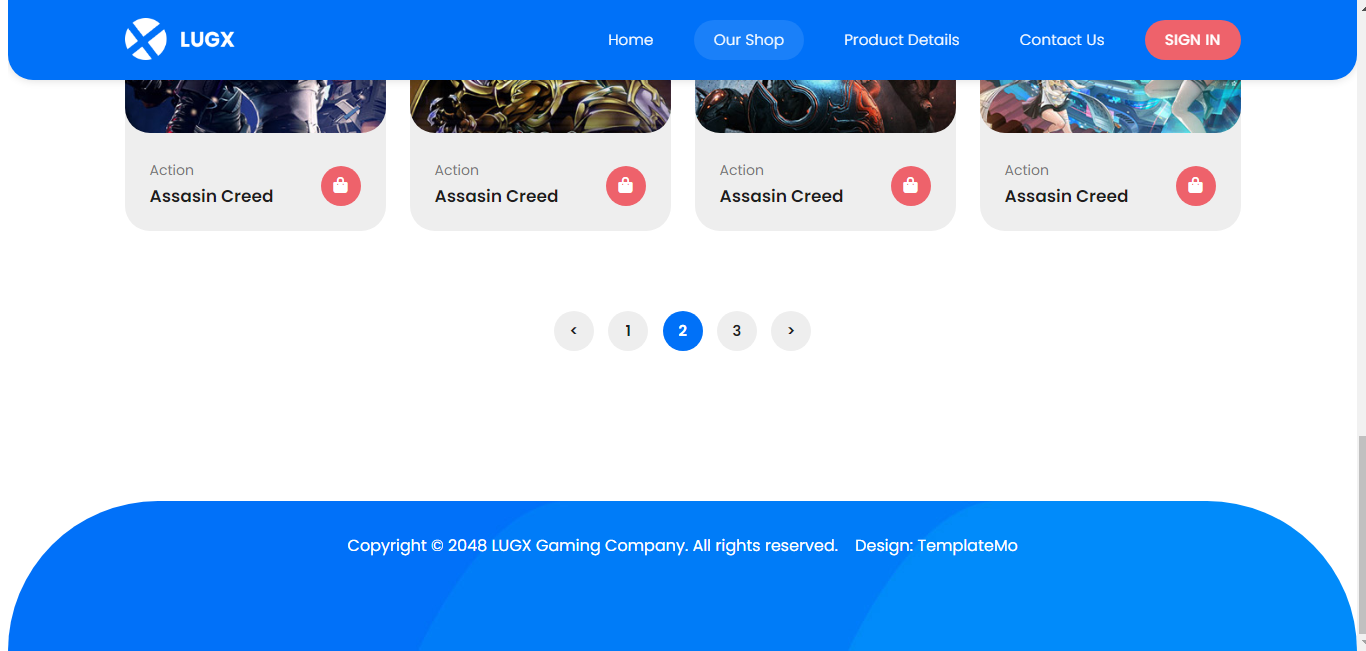 LUGX
Home Our Shop Product Details Contact Us SIGN IN
Action Action Action Action
Assasin Creed Assasin Creed Assasin Creed Assasin Creed
< 1 2 3 >
Copyright © 2048 LUGX Gaming Company. All rights reserved. Design: TemplateMo